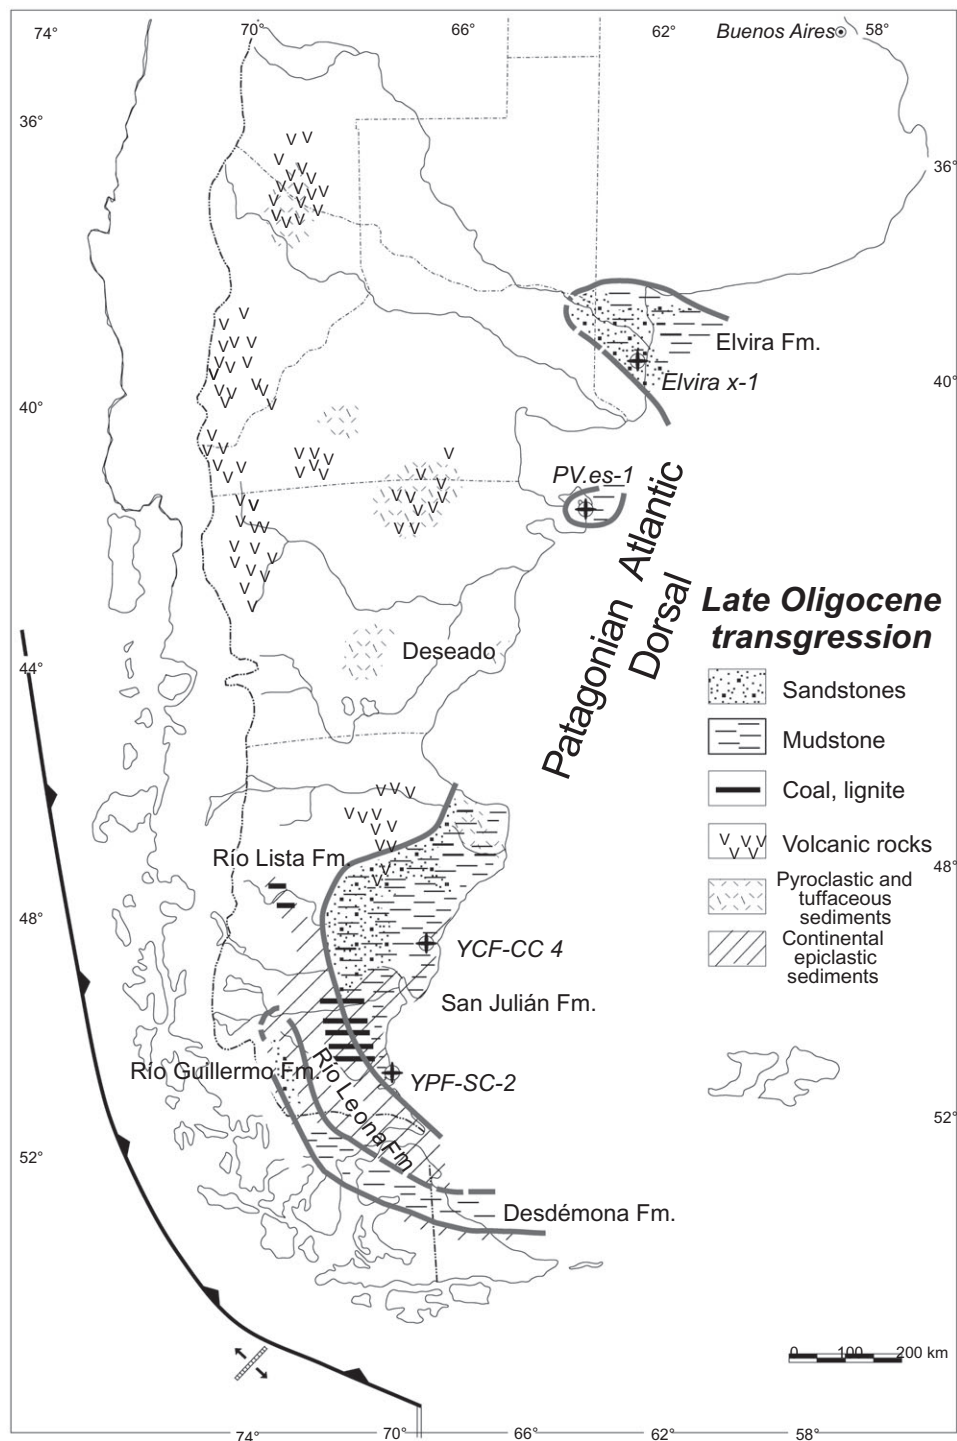 74°
70°
66°
62°
Buenos Aires
58°
36°
36°
Elvira Fm.
Elvira x-1
40°
40°
PV.es-1
Patagonian Atlantic
Dorsal
Late Oligocene
transgression
Deseado
44°
Sandstones
Mudstone
Coal, lignite
Volcanic rocks
Pyroclastic and
tuffaceous
sediments
Continental
epiclastic
sediments
Río Lista Fm.
48°
48°
YCF-CC 4
San Julián Fm.
Río Guillermo Fm.
Río Leona Fm
YPF-SC-2
52°
52°
Desdémona Fm.
0 100 200 km
74°
70°
66°
62°
58°